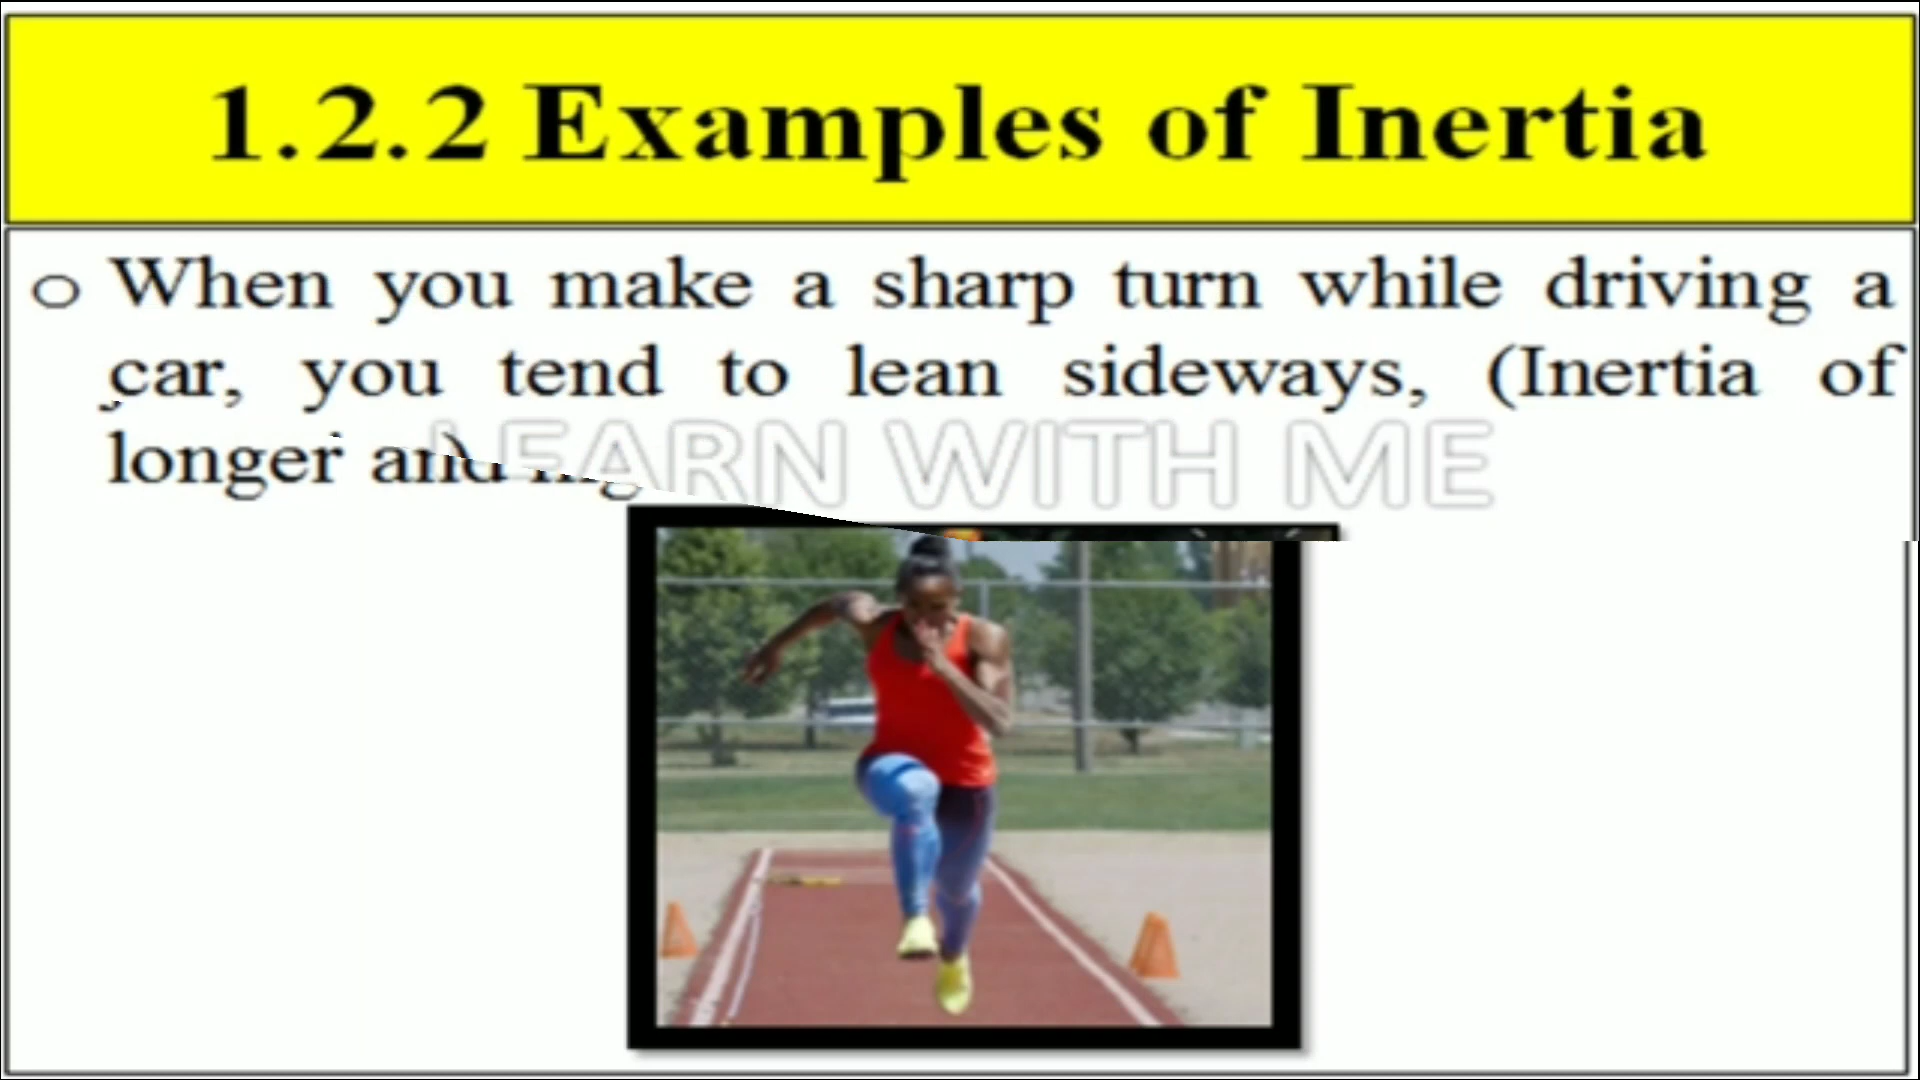 1.2.2 Examples of Inertia
o When you make a sharp turn while driving a
car, you tend to lean sideways, (Inertia of
longer and
LEARN WITH ME